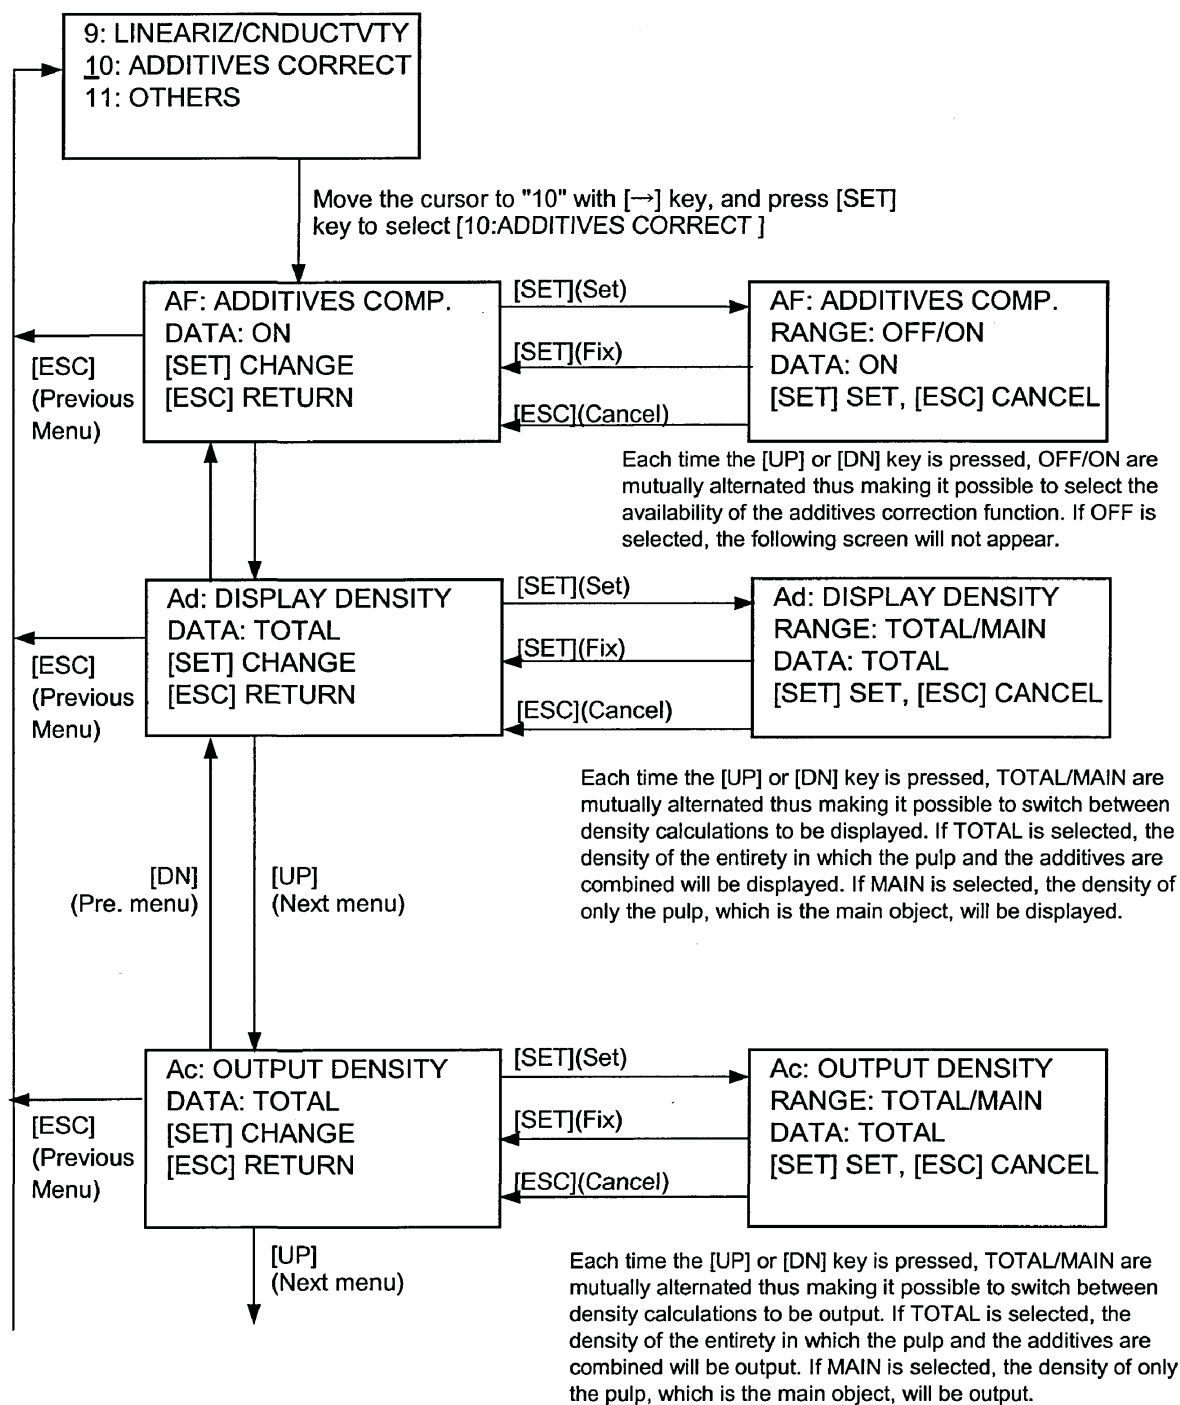 9: LINEARIZ/CNDUCTVTY
10: ADDITIVES CORRECT
11: OTHERS
Move the cursor to "10" with [→] key, and press [SET]
key to select [10:ADDITIVES CORRECT ]
AF: ADDITIVES COMP.
DATA: ON
[SET] CHANGE
[ESC] RETURN
[SET](Set)
[SET](Fix)
[ESC](Cancel)
AF: ADDITIVES COMP.
RANGE: OFF/ON
DATA: ON
[SET] SET, [ESC] CANCEL
[ESC]
(Previous
Menu)
Each time the [UP] or [DN] key is pressed, OFF/ON are
mutually alternated thus making it possible to select the
availability of the additives correction function. If OFF is
selected, the following screen will not appear.
Ad: DISPLAY DENSITY
DATA: TOTAL
[SET] CHANGE
[ESC] RETURN
[SET](Set)
[SET](Fix)
[ESC](Cancel)
Ad: DISPLAY DENSITY
RANGE: TOTAL/MAIN
DATA: TOTAL
[SET] SET, [ESC] CANCEL
[ESC]
(Previous
Menu)
Each time the [UP] or [DN] key is pressed, TOTAL/MAIN are
mutually alternated thus making it possible to switch between
density calculations to be displayed. If TOTAL is selected, the
density of the entirety in which the pulp and the additives are
combined will be displayed. If MAIN is selected, the density of
only the pulp, which is the main object, will be displayed.
[DN]
(Pre. menu)
[UP]
(Next menu)
Ac: OUTPUT DENSITY
DATA: TOTAL
[SET] CHANGE
[ESC] RETURN
[SET](Set)
[SET](Fix)
[ESC](Cancel)
Ac: OUTPUT DENSITY
RANGE: TOTAL/MAIN
DATA: TOTAL
[SET] SET, [ESC] CANCEL
[ESC]
(Previous
Menu)
[UP]
(Next menu)
Each time the [UP] or [DN] key is pressed, TOTAL/MAIN are
mutually alternated thus making it possible to switch between
density calculations to be output. If TOTAL is selected, the
density of the entirety in which the pulp and the additives are
combined will be output. If MAIN is selected, the density of only
the pulp, which is the main object, will be output.